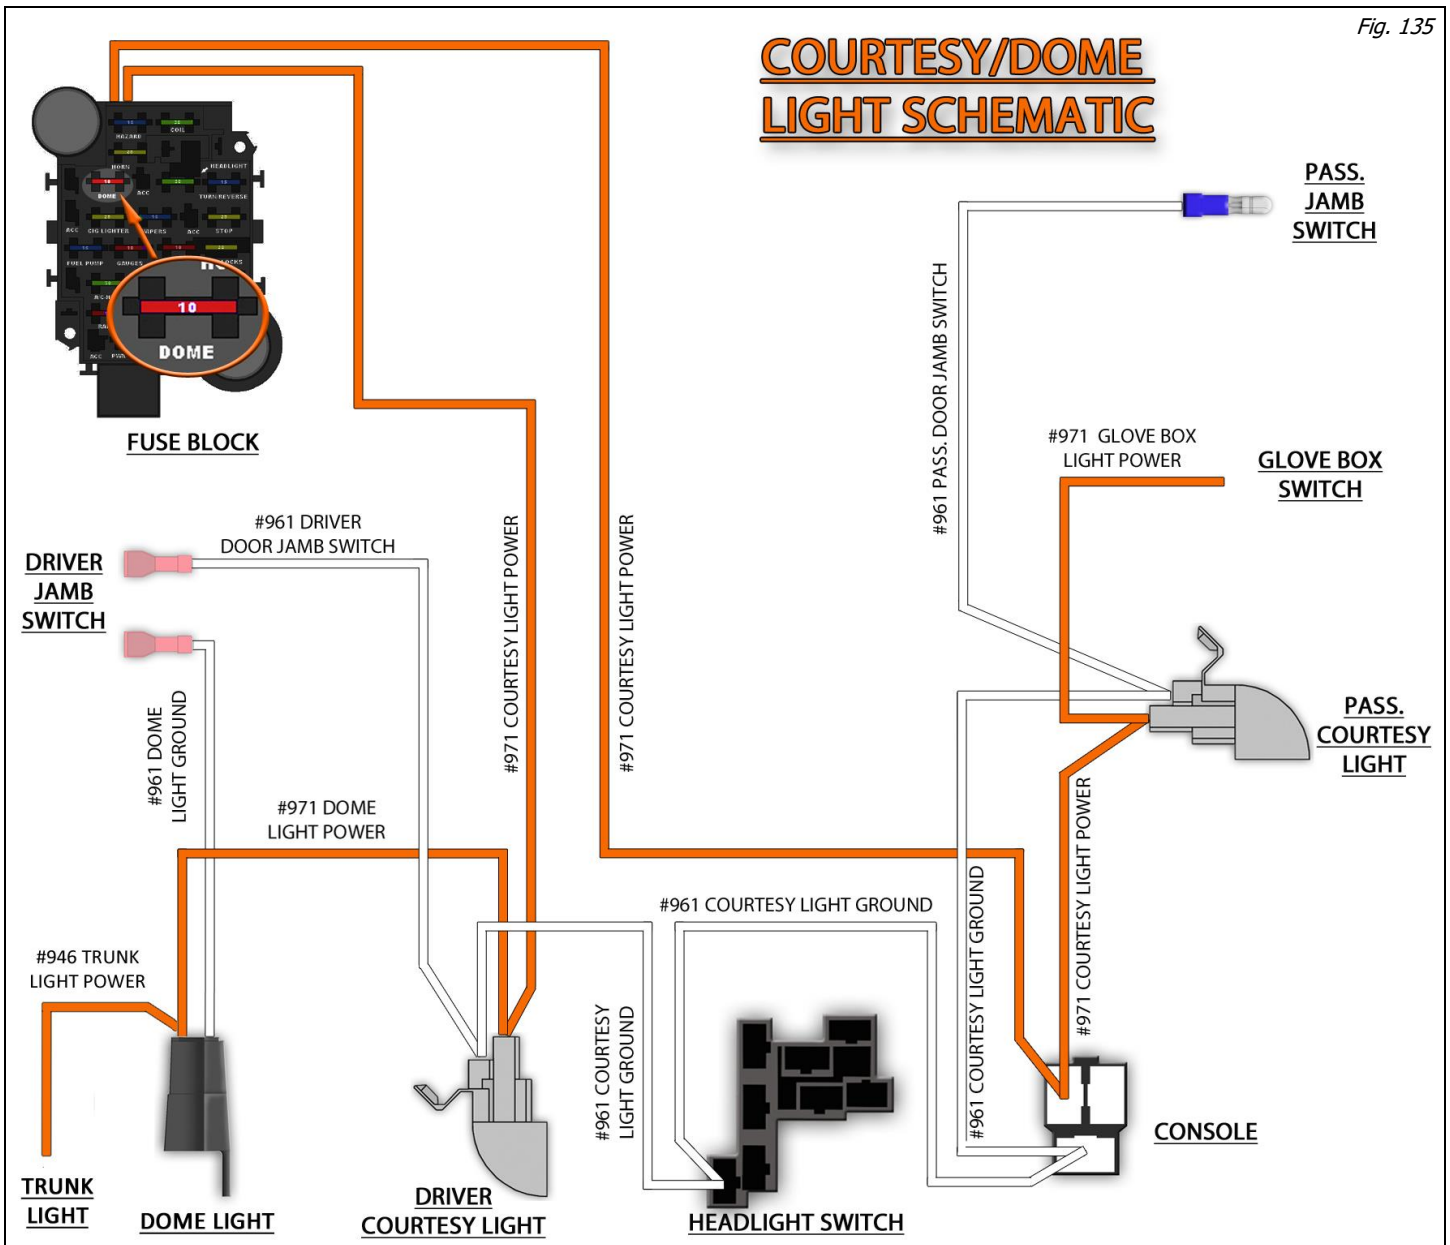 Fig. 135
COURTESY/DOME
LIGHT SCHEMATIC
10
HAZARD
20
COIL
20
HORN
HEADLIGHT
10
DOME
ACC
TURN REVERSE
ACC
CIG LIGHTER
ACC
STOP
FUEL PUMP
GAUGES
ACC
10
DOME
FUSE BLOCK
PASS.
JAMB
SWITCH
#961 PASS. DOOR JAMB SWITCH
#971 GLOVE BOX
LIGHT POWER
GLOVE BOX
SWITCH
#961 DRIVER
DOOR JAMB SWITCH
DRIVER
JAMB
SWITCH
#971 COURTESY LIGHT POWER
#971 COURTESY LIGHT POWER
#961 DOME
LIGHT GROUND
PASS.
COURTESY
LIGHT
#971 DOME
LIGHT POWER
#971 COURTESY LIGHT POWER
#961 COURTESY LIGHT GROUND
#961 COURTESY LIGHT GROUND
#946 TRUNK
LIGHT POWER
#961 COURTESY
LIGHT GROUND
CONSOLE
TRUNK
LIGHT
DOME LIGHT
DRIVER
COURTESY LIGHT
HEADLIGHT SWITCH